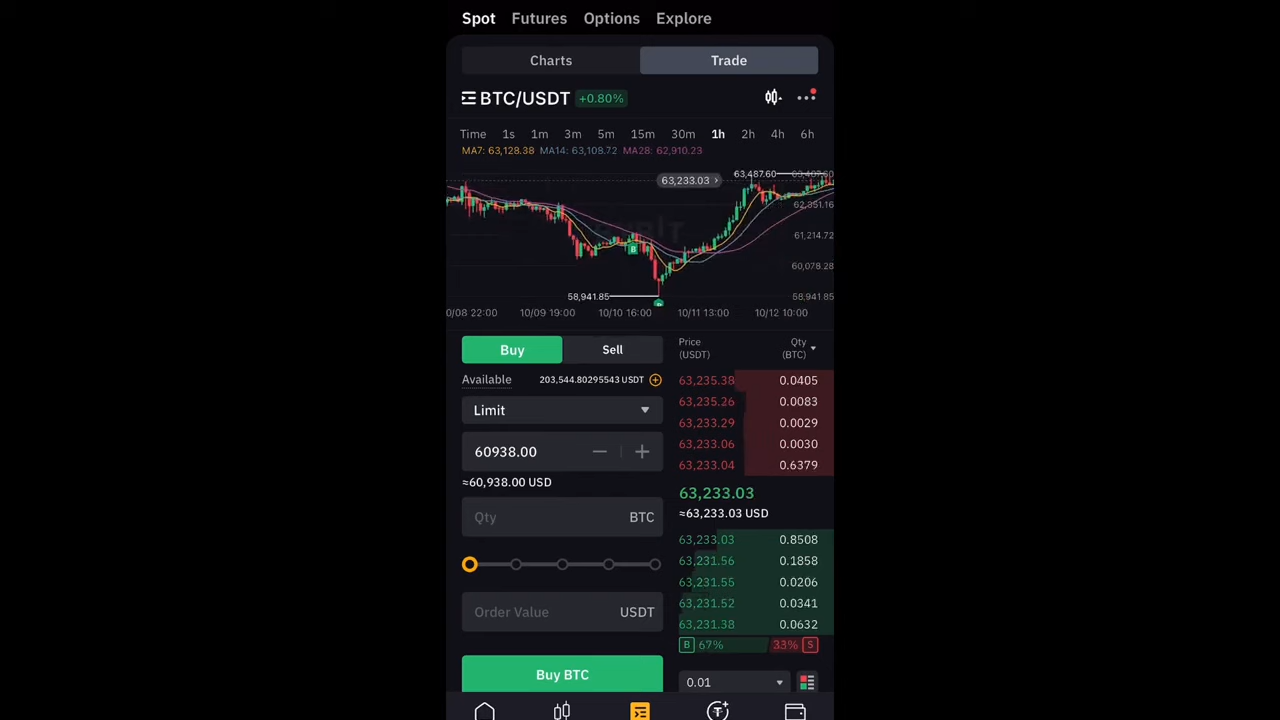 Spot Futures Options Explore
Charts Trade
BTC/USDT +0.80%
Time 1s 1m 3m 5m 15m 30m 1h 2h 4h 6h
MA7: 63,128.38 MA14: 63,108.72 MA28: 62,910.23
63,233.03 63,487.60
62,351.16
61,214.72
B
60,078.28
58,941.85 58,941.85
0/08 22:00 10/09 19:00 10/10 16:00 10/11 13:00 10/12 10:00
Buy Sell
Available 203,544.80295543 USDT
Limit
60938.00
≈60,938.00 USD
Qty BTC
Order Value USDT
Buy BTC
Price Qty
(USDT) (BTC)
63,235.38 0.0405
63,235.26 0.0083
63,233.29 0.0029
63,233.06 0.0030
63,233.04 0.6379
63,233.03
≈63,233.03 USD
63,233.03 0.8508
63,231.56 0.1858
63,231.55 0.0206
63,231.52 0.0341
63,231.38 0.0632
B 67% 33% S
0.01